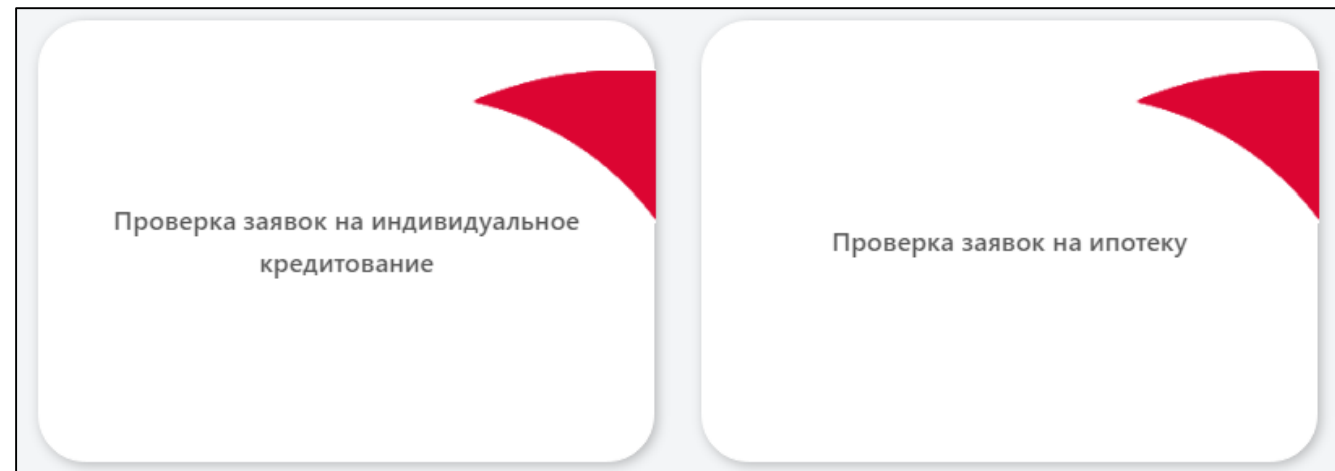 Проверка заявок на индивидуальное
кредитование
Проверка заявок на ипотеку